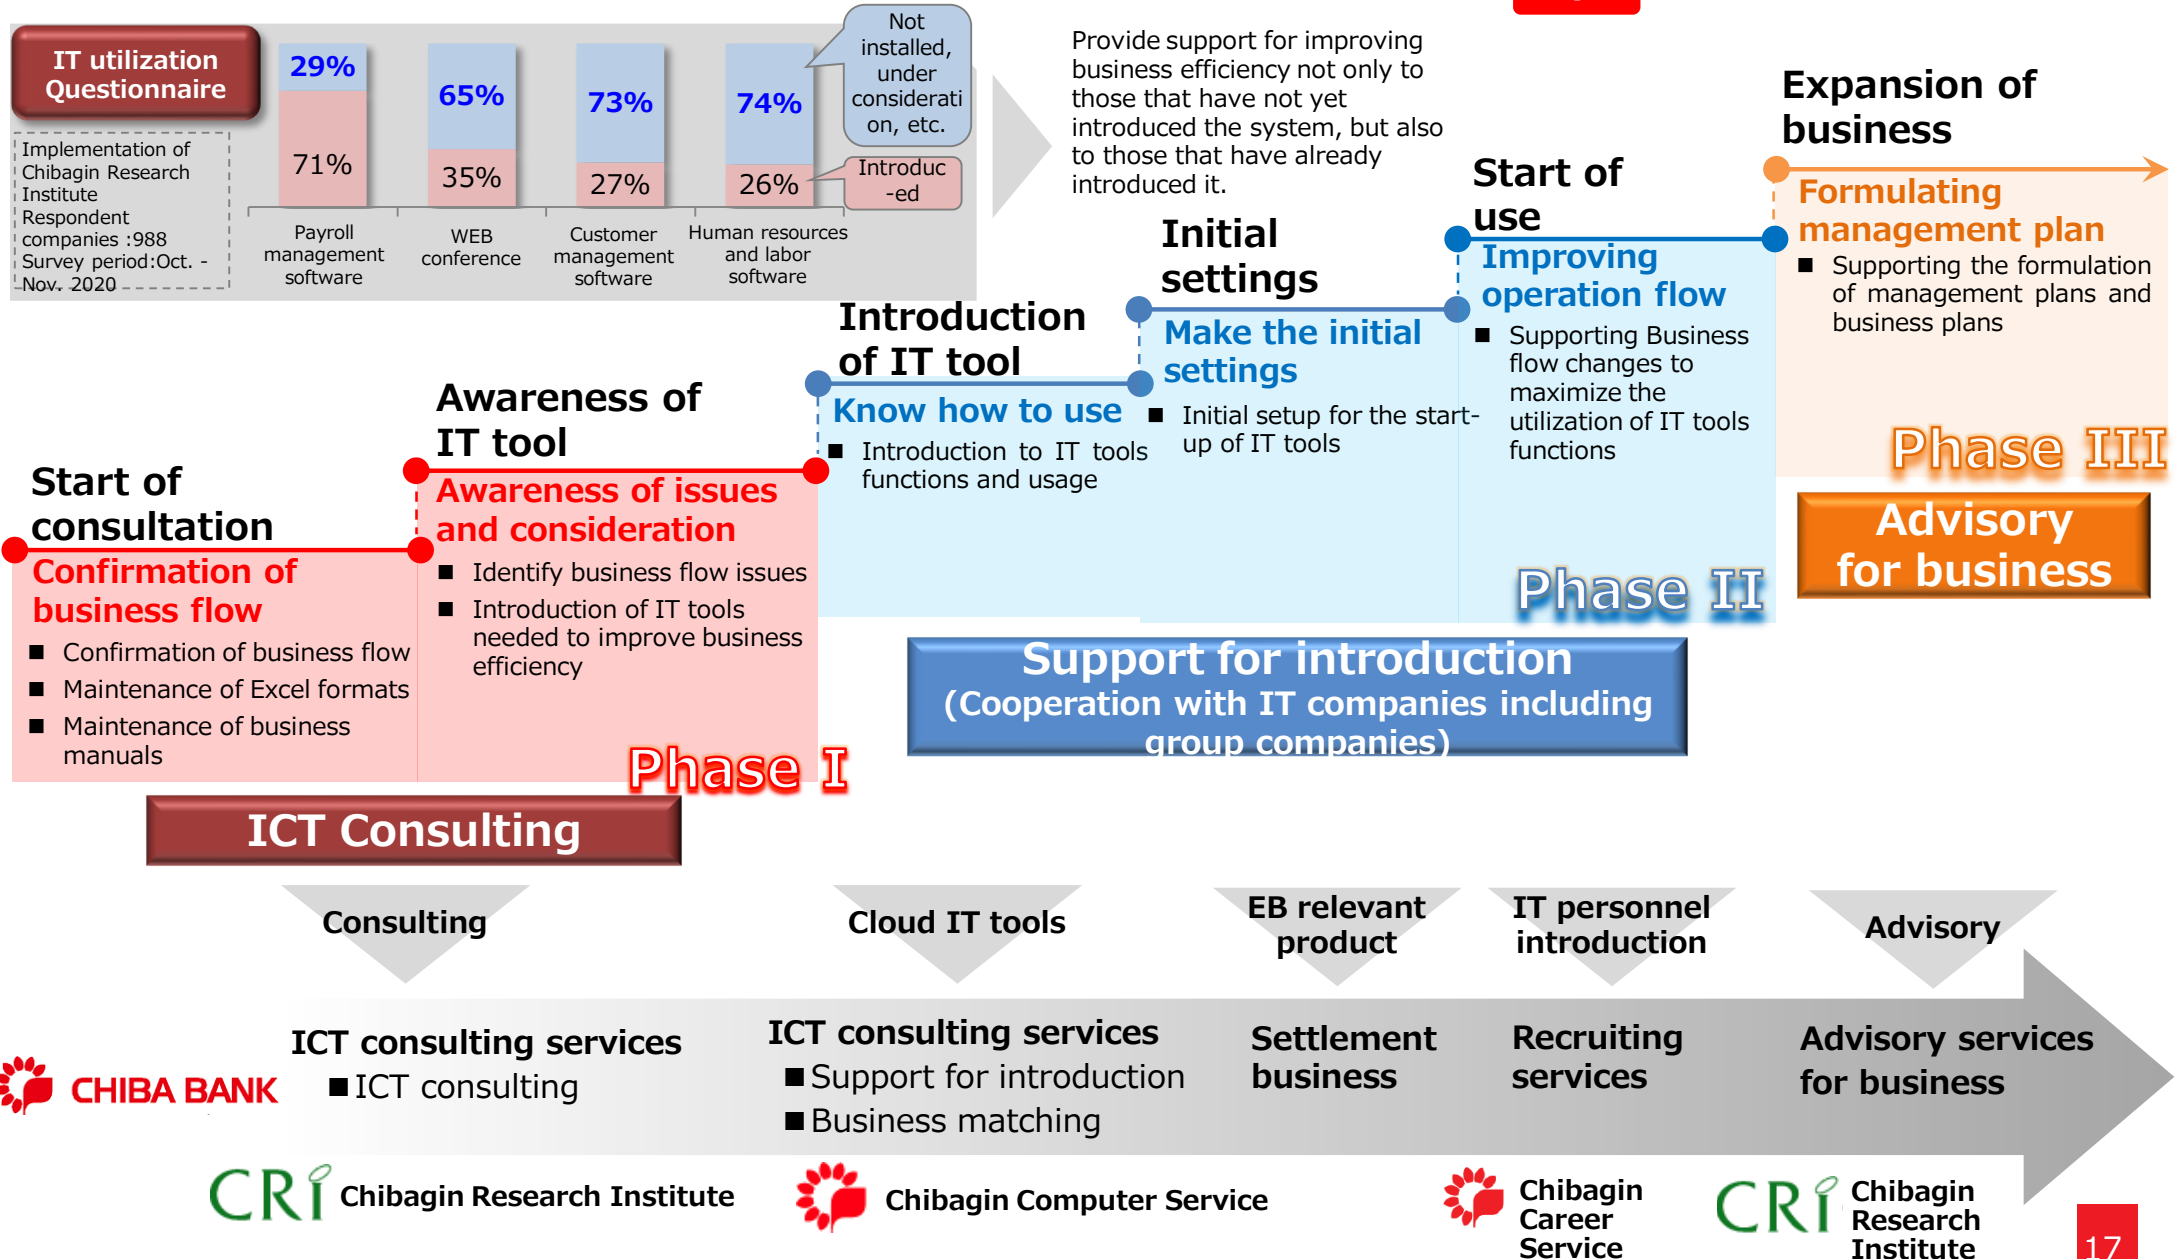 IT utilization
Questionnaire
Implementation of
Chibagin Research
Institute
Respondent
companies :988
Survey period:Oct. -
Nov. 2020
29%
71%
65%
35%
73%
27%
74%
26%
Payroll
management
software
WEB
conference
Customer
management
software
Human resources
and labor
software
Not
installed,
under
considerati
on, etc.
Introduc
-ed
Provide support for improving
business efficiency not only to
those that have not yet
introduced the system, but also
to those that have already
introduced it.
Start of
consultation
Confirmation of
business flow
■ Confirmation of business flow
■ Maintenance of Excel formats
■ Maintenance of business
manuals
Awareness of
IT tool
Awareness of issues
and consideration
■ Identify business flow issues
■ Introduction of IT tools
needed to improve business
efficiency
Phase I
ICT Consulting
Introduction
of IT tool
Know how to use
■ Introduction to IT tools
functions and usage
Initial
settings
Make the initial
settings
■ Initial setup for the start-
up of IT tools
Start of
use
Improving
operation flow
■ Supporting Business
flow changes to
maximize the
utilization of IT tools
functions
Phase II
Support for introduction
(Cooperation with IT companies including
group companies)
Expansion of
business
Formulating
management plan
■ Supporting the formulation
of management plans and
business plans
Phase III
Advisory
for business
Consulting
Cloud IT tools
EB relevant
product
IT personnel
introduction
Advisory
CHIBA BANK
ICT consulting services
■ ICT consulting
ICT consulting services
■ Support for introduction
■ Business matching
Settlement
business
Recruiting
services
Advisory services
for business
CRI Chibagin Research Institute
Chibagin Computer Service
Chibagin
Career
Service
CRI
Chibagin
Research
Institute
17